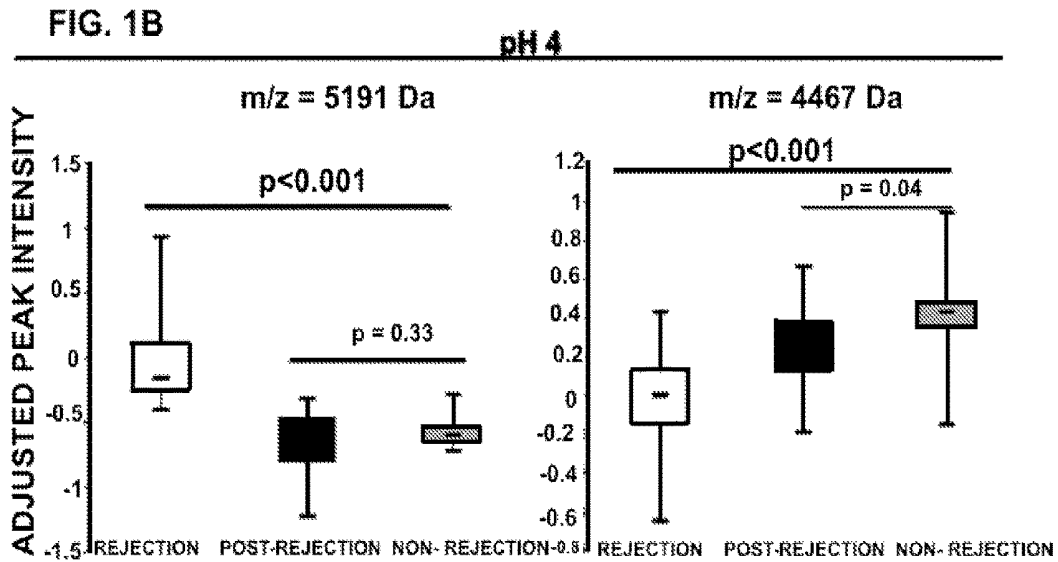 FIG. 1B
pH 4
m/z = 5191 Da
ADJUSTED PEAK INTENSITY
1.5
1
0.5
0
-0.5
-1
-1.5
p<0.001
p = 0.33
REJECTION POST-REJECTION NON- REJECTION
m/z = 4467 Da
1.2
1
0.8
0.6
0.4
0.2
0
-0.2
-0.4
-0.6
-0.8
p<0.001
p = 0.04
REJECTION POST-REJECTION NON- REJECTION